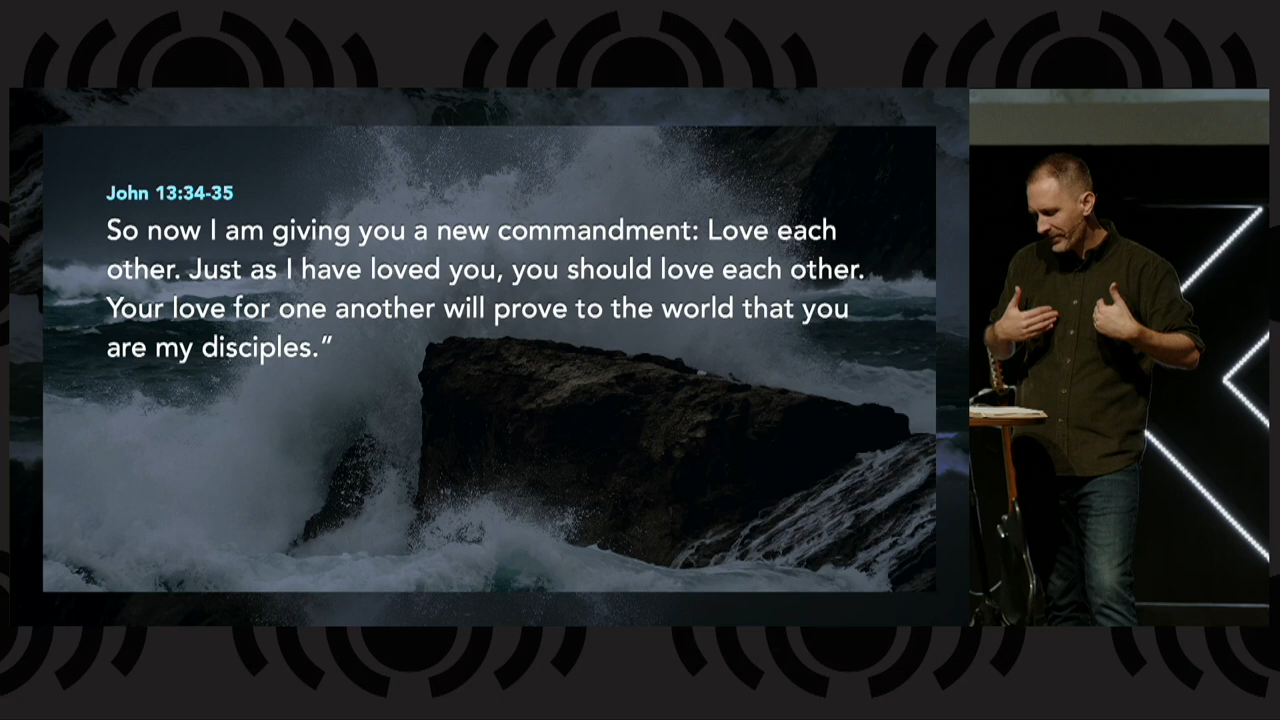 John 13:34-35
So now I am giving you a new commandment: Love each
other. Just as I have loved you, you should love each other.
Your love for one another will prove to the world that you
are my disciples.”